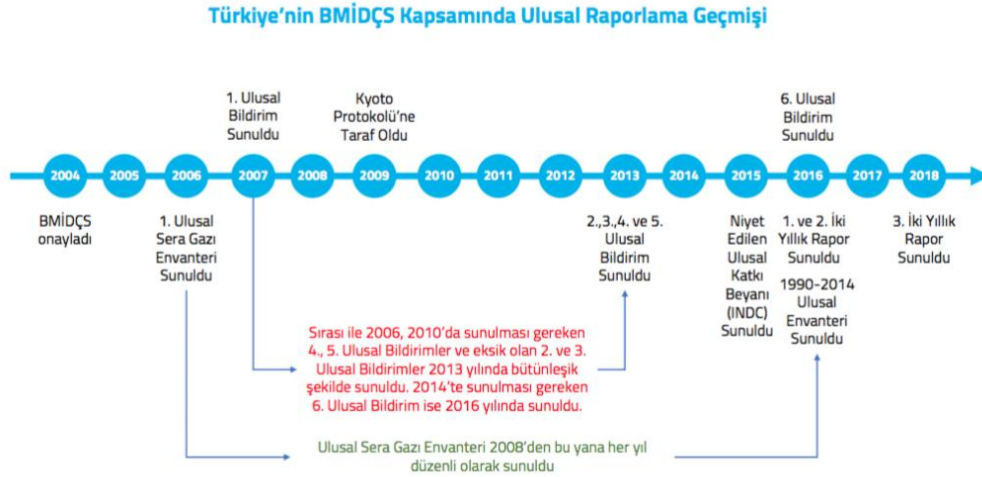 Türkiye’nin BMİDÇS Kapsamında Ulusal Raporlama Geçmişi
1. Ulusal
Bildirim
Sunuldu
Kyoto
Protokolü’ne
Taraf Oldu
6. Ulusal
Bildirim
Sunuldu
2004 2005 2006 2007 2008 2009 2010 2011 2012 2013 2014 2015 2016 2017 2018
BMİDÇS
onayladı
1. Ulusal
Sera Gazı
Envanteri
Sunuldu
2.,3.,4. ve 5.
Ulusal
Bildirim
Sunuldu
Niyet
Edilen
Ulusal
Katkı
Beyanı
(INDC)
Sunuldu
1. ve 2. İki
Yıllık Rapor
Sunuldu
1990-2014
Ulusal
Envanteri
Sunuldu
3. İki Yıllık
Rapor
Sunuldu
Sırası ile 2006, 2010’da sunulması gereken
4., 5. Ulusal Bildirimler ve eksik olan 2. ve 3.
Ulusal Bildirimler 2013 yılında bütünleşik
şekilde sunuldu. 2014’te sunulması gereken
6. Ulusal Bildirim ise 2016 yılında sunuldu.
Ulusal Sera Gazı Envanteri 2008’den bu yana her yıl
düzenli olarak sunuldu